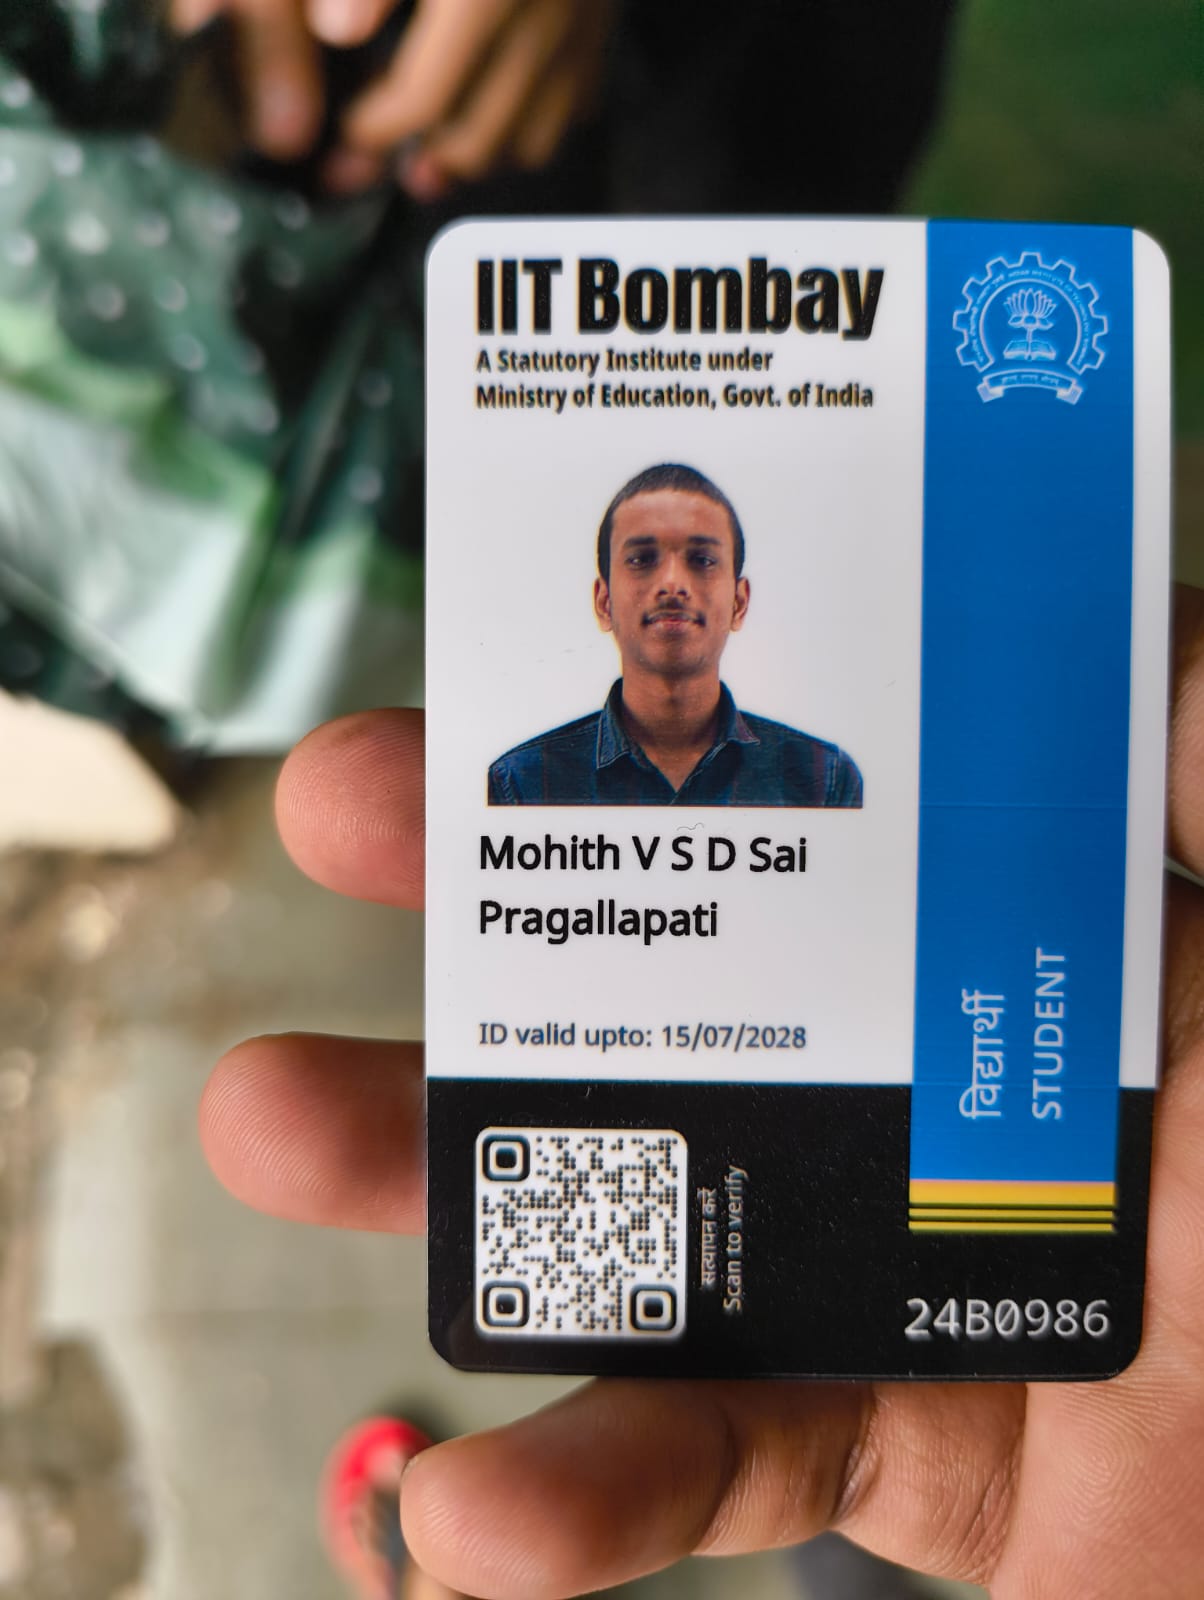 IIT Bombay
A Statutory Institute under
Ministry of Education, Govt. of India
Mohith V S D Sai
Pragallapati
ID valid upto: 15/07/2028
विद्यार्थी
STUDENT
सत्यापन करें
Scan to verify
24B0986